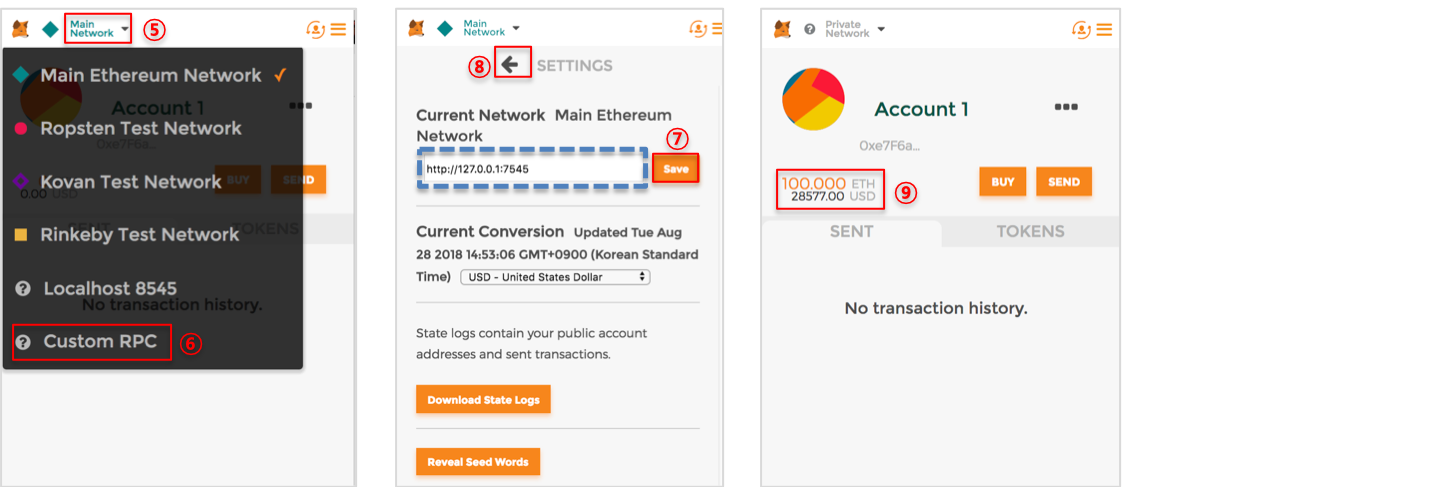 Main
Network
⑤
Main Ethereum Network ✓
Account 1
Ropsten Test Network
Kovan Test Network
BUY
SEND
0.00 USD
Rinkeby Test Network
SENT
TOKENS
Localhost 8545
No transaction history.
Custom RPC
⑥
Main
Network
⑧
SETTINGS
Current Network Main Ethereum
Network
⑦
http://127.0.0.1:7545
Save
Current Conversion Updated Tue Aug
28 2018 14:53:06 GMT+0900 (Korean Standard
Time) USD - United States Dollar
State logs contain your public account
addresses and sent transactions.
Download State Logs
Reveal Seed Words
Private
Network
Account 1
0xe7F6a...
100.000 ETH
28577.00 USD
⑨
BUY
SEND
SENT
TOKENS
No transaction history.